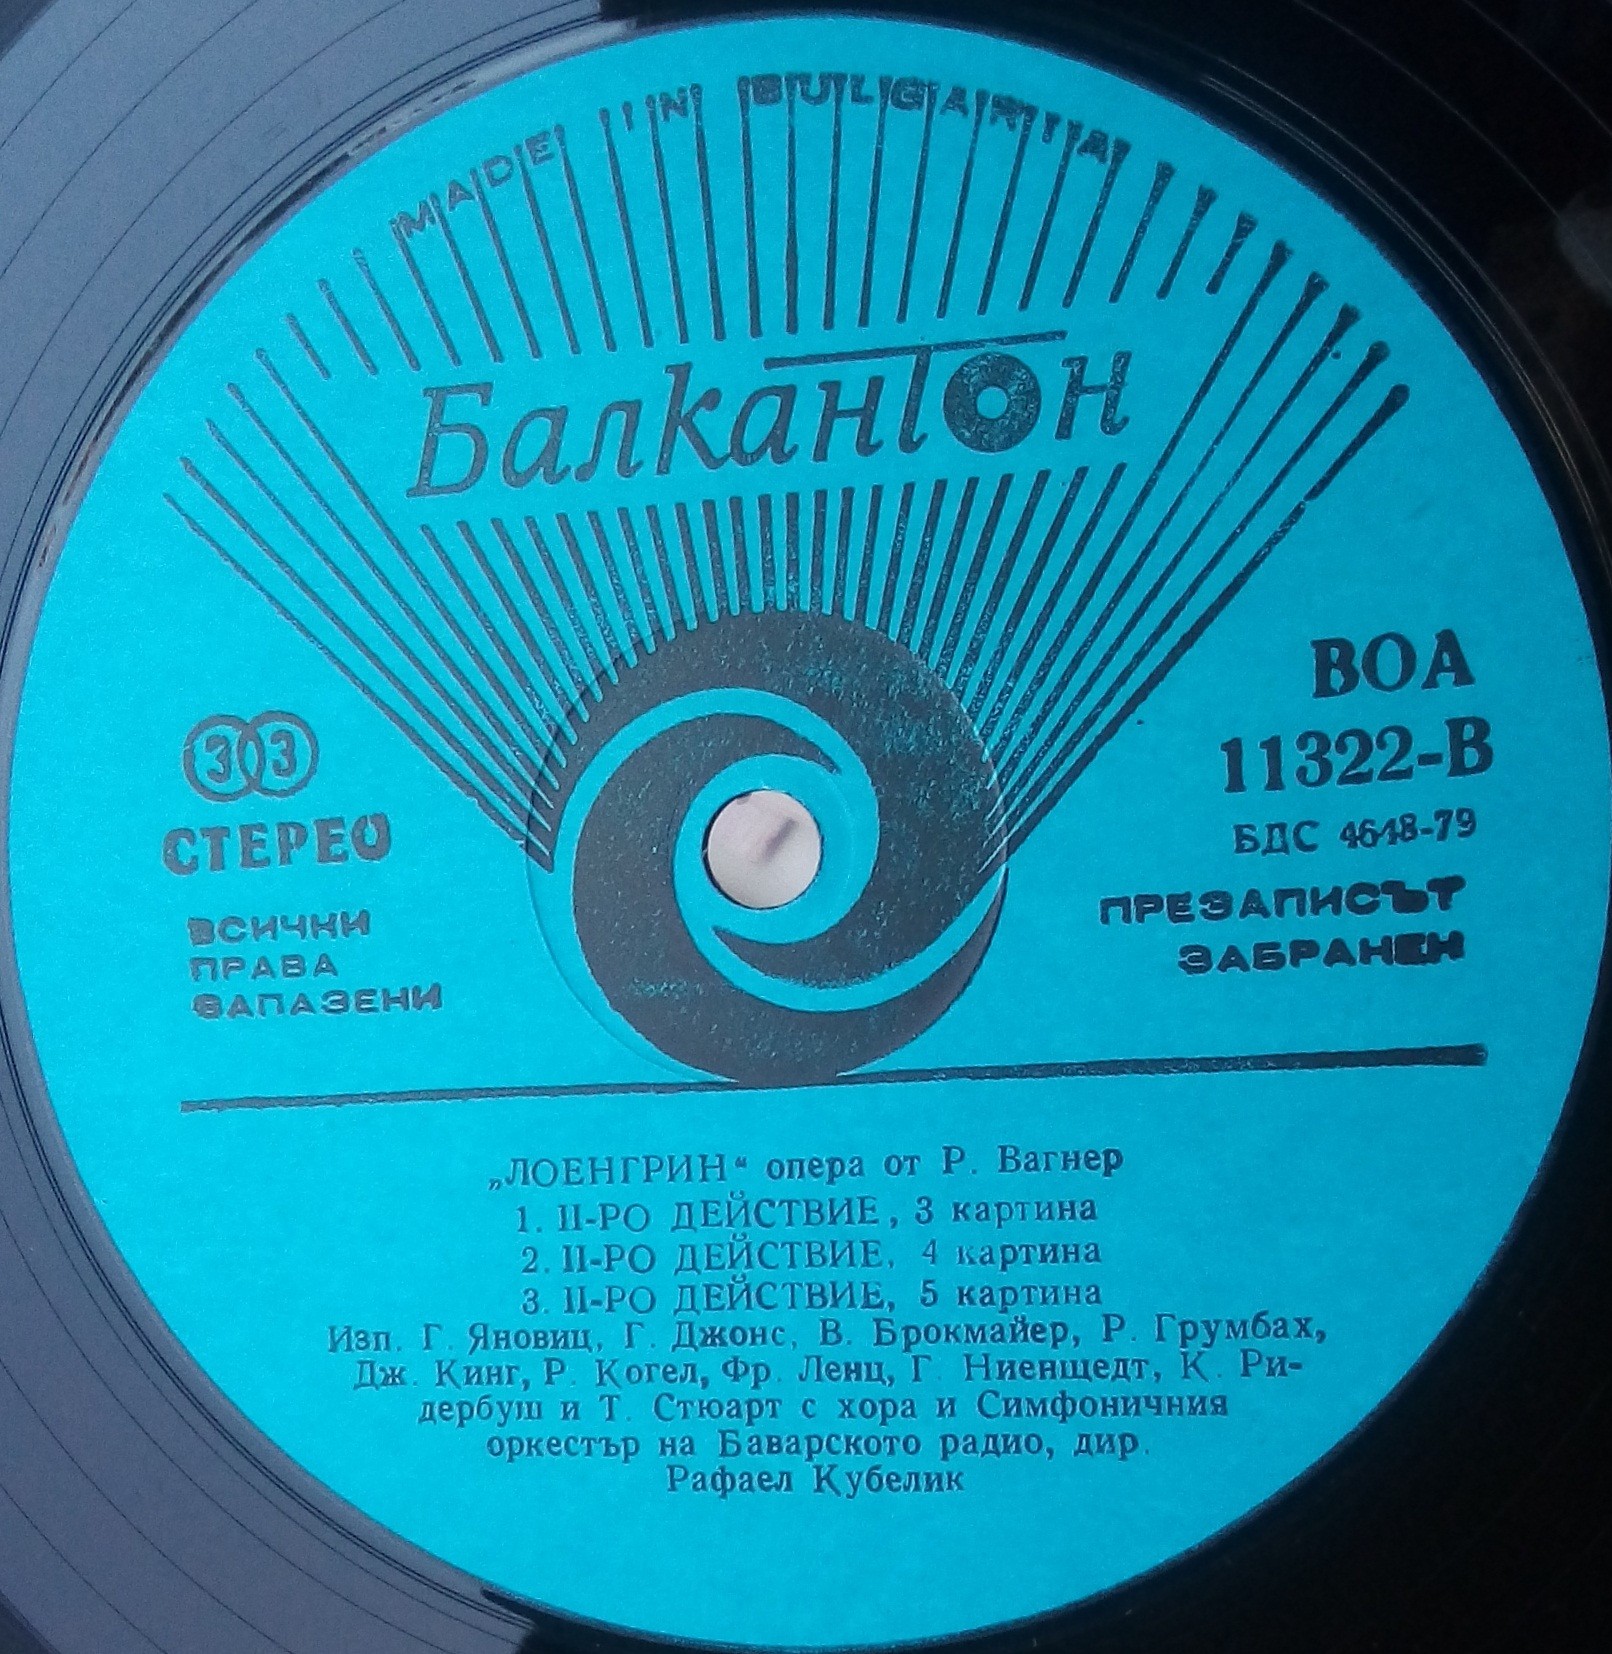 MADE IN BULGARIA
Балкантон
33
СТЕРЕО
ВСИЧКИ
ПРАВА
ЗАПАЗЕНИ
ВОА
11322-В
БДС 4648-79
ПРЕЗАПИСЪТ
ЗАБРАНЕН
„ЛОЕНГРИН“ опера от Р. Вагнер
1. II-РО ДЕЙСТВИЕ, 3 картина
2. II-РО ДЕЙСТВИЕ, 4 картина
3. II-РО ДЕЙСТВИЕ, 5 картина
Изп. Г. Яновиц, Г. Джонс, В. Брокмайер, Р. Грумбах,
Дж. Кинг, Р. Когел, Фр. Ленц, Г. Ниенщедт, К. Ри-
дербуш и Т. Стюарт с хора и Симфоничния
оркестър на Баварското радио, дир.
Рафаел Кубелик